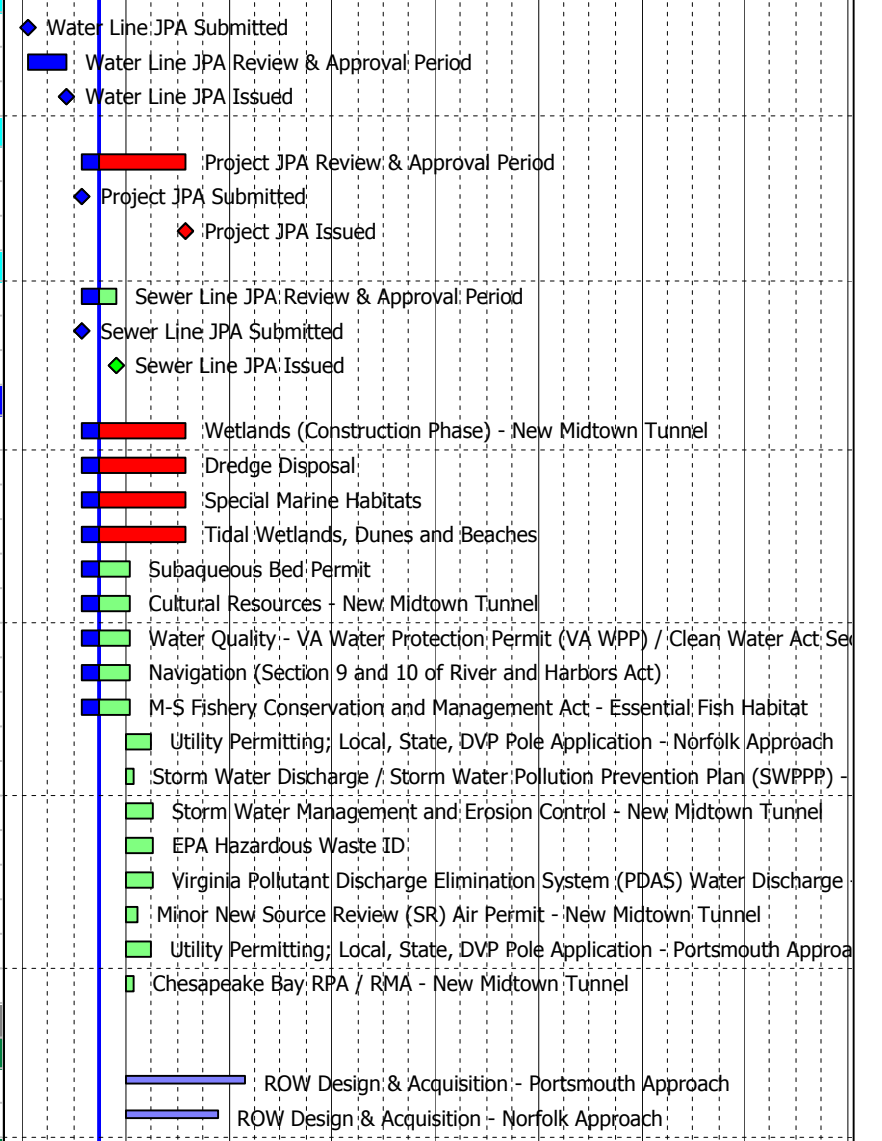 Water Line JPA Submitted
Water Line JPA Review & Approval Period
Water Line JPA Issued
Project JPA Review & Approval Period
Project JPA Submitted
Project JPA Issued
Sewer Line JPA Review & Approval Period
Sewer Line JPA Submitted
Sewer Line JPA Issued
Wetlands (Construction Phase) - New Midtown Tunnel
Dredge Disposal
Special Marine Habitats
Tidal Wetlands, Dunes and Beaches
Subaqueous Bed Permit
Cultural Resources - New Midtown Tunnel
Water Quality - VA Water Protection Permit (VA WPP) / Clean Water Act Sec
Navigation (Section 9 and 10 of River and Harbors Act)
M-S Fishery Conservation and Management Act - Essential Fish Habitat
Utility Permitting; Local, State, DVP Pole Application - Norfolk Approach
Storm Water Discharge / Storm Water Pollution Prevention Plan (SWPPP) -
Storm Water Management and Erosion Control - New Midtown Tunnel
EPA Hazardous Waste ID
Virginia Pollutant Discharge Elimination System (PDAS) Water Discharge -
Minor New Source Review (SR) Air Permit - New Midtown Tunnel
Utility Permitting; Local, State, DVP Pole Application - Portsmouth Approa
Chesapeake Bay RPA / RMA - New Midtown Tunnel
ROW Design & Acquisition - Portsmouth Approach
ROW Design & Acquisition - Norfolk Approach